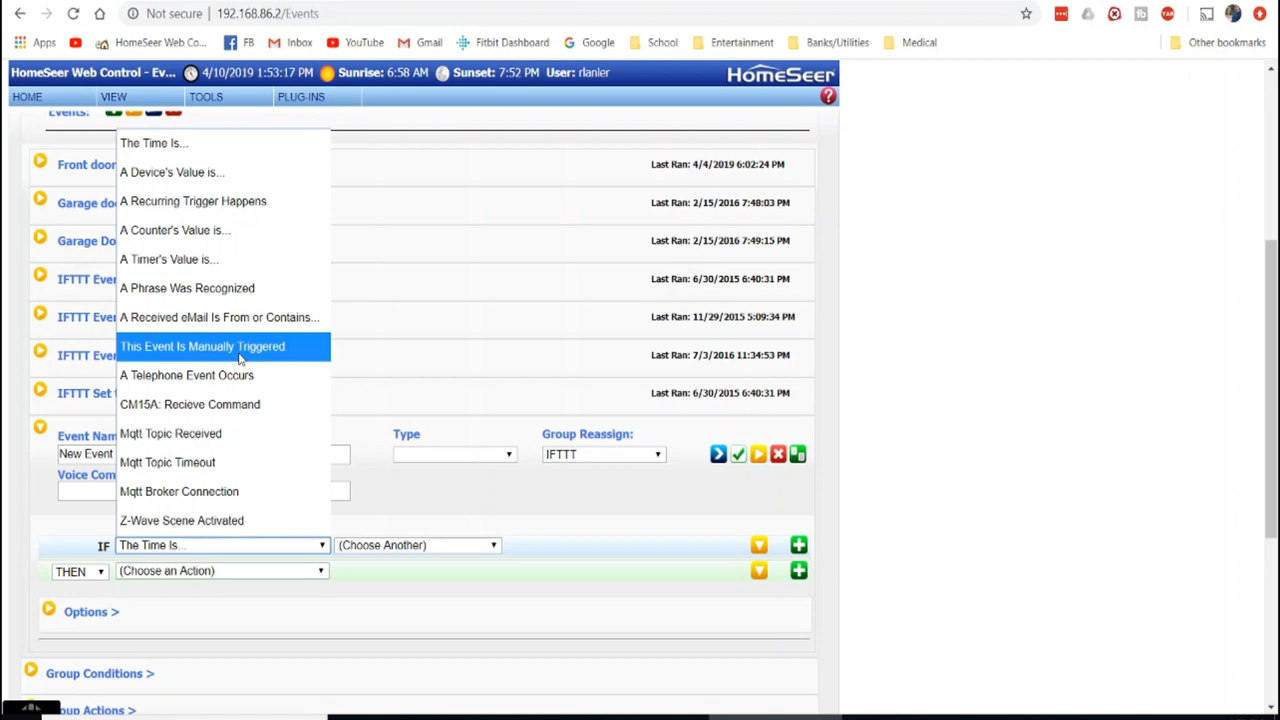 Not secure | 192.168.86.2/Events
Apps HomeSeer Web Co... FB Inbox YouTube Gmail Fitbit Dashboard Google School Entertainment Banks/Utilities Medical Other bookmarks
HomeSeer Web Control - Ev... 4/10/2019 1:53:17 PM Sunrise: 6:58 AM Sunset: 7:52 PM User: rdlanier HomeSeer
HOME VIEW TOOLS PLUG-INS
Events:
The Time Is...
Front door Last Ran: 4/4/2019 6:02:24 PM
A Device's Value is...
A Recurring Trigger Happens
Garage do Last Ran: 2/15/2016 7:48:03 PM
A Counter's Value is...
Garage Do Last Ran: 2/15/2016 7:49:15 PM
A Timer's Value is...
IFTTT Eve Last Ran: 6/30/2015 6:40:31 PM
A Phrase Was Recognized
A Received eMail Is From or Contains...
IFTTT Eve Last Ran: 11/29/2015 5:09:34 PM
This Event Is Manually Triggered
IFTTT Eve Last Ran: 7/3/2016 11:34:53 PM
A Telephone Event Occurs
IFTTT Set Last Ran: 6/30/2015 6:40:31 PM
CM15A: Recieve Command
Mqtt Topic Received
Event Nam Type Group Reassign:
New Event IFTTT
Mqtt Topic Timeout
Voice Com
Mqtt Broker Connection
Z-Wave Scene Activated
IF The Time Is... (Choose Another)
THEN (Choose an Action)
Options >
Group Conditions >
oup Actions >